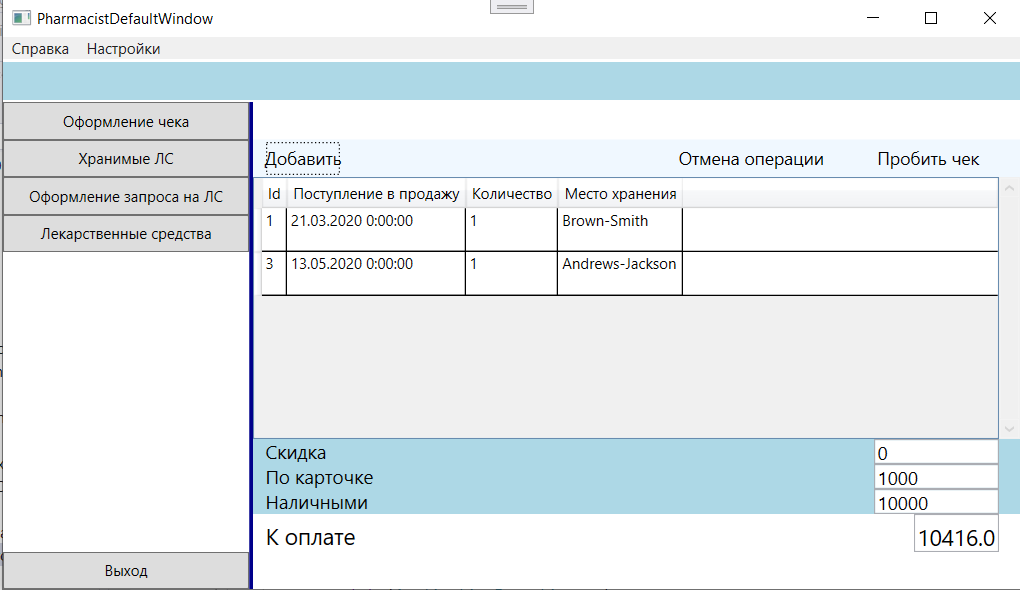 PharmacistDefaultWindow
Справка Настройки
Оформление чека
Хранимые ЛС
Оформление запроса на ЛС
Лекарственные средства
Выход
Добавить Отмена операции Пробить чек
Id Поступление в продажу Количество Место хранения
1 21.03.2020 0:00:00 1 Brown-Smith
3 13.05.2020 0:00:00 1 Andrews-Jackson
Скидка 0
По карточке 1000
Наличными 10000
К оплате 10416.0